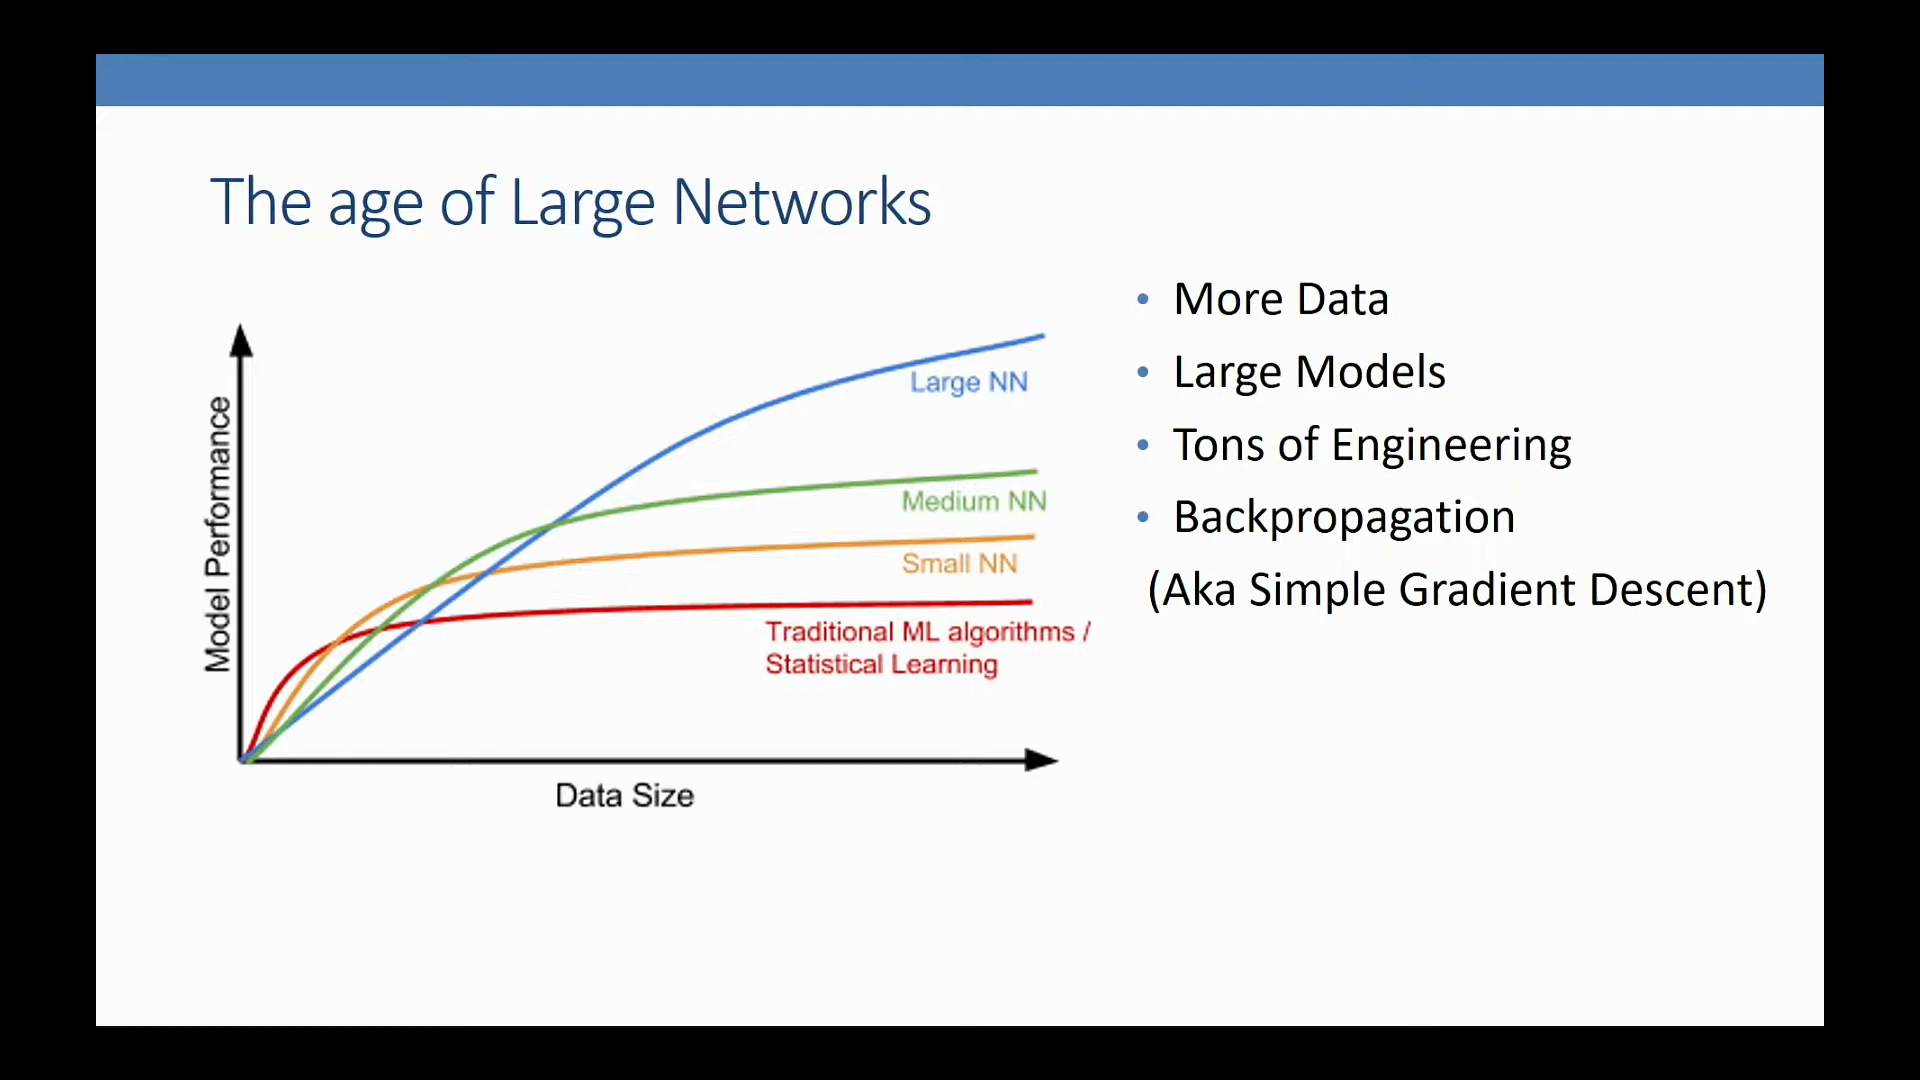 The age of Large Networks
Model Performance
Large NN
Medium NN
Small NN
Traditional ML algorithms /
Statistical Learning
Data Size
• More Data
• Large Models
• Tons of Engineering
• Backpropagation
(Aka Simple Gradient Descent)